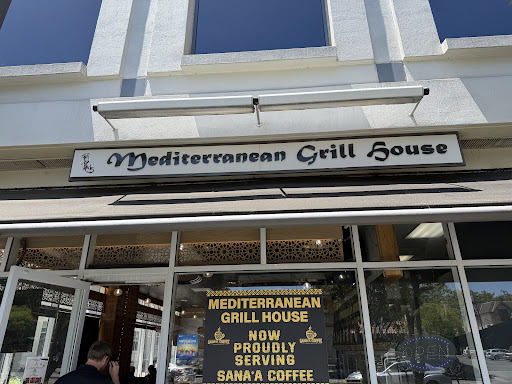 Mediterranean Grill House
MEDITERRANEAN
GRILL HOUSE
NOW
PROUDLY
SERVING
SANA'A COFFEE